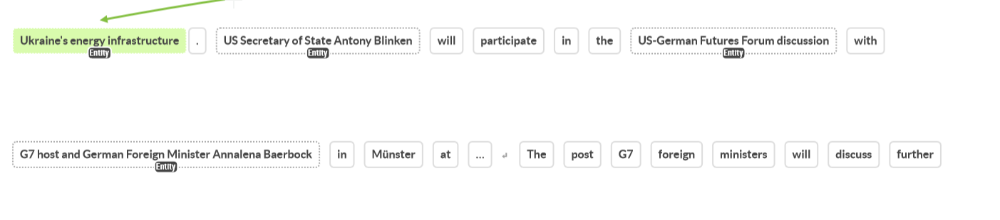 Ukraine's energy infrastructure . US Secretary of State Antony Blinken will participate in the US-German Futures Forum discussion with
Entity Entity Entity
G7 host and German Foreign Minister Annalena Baerbock in Münster at ... ↲ The post G7 foreign ministers will discuss further
Entity